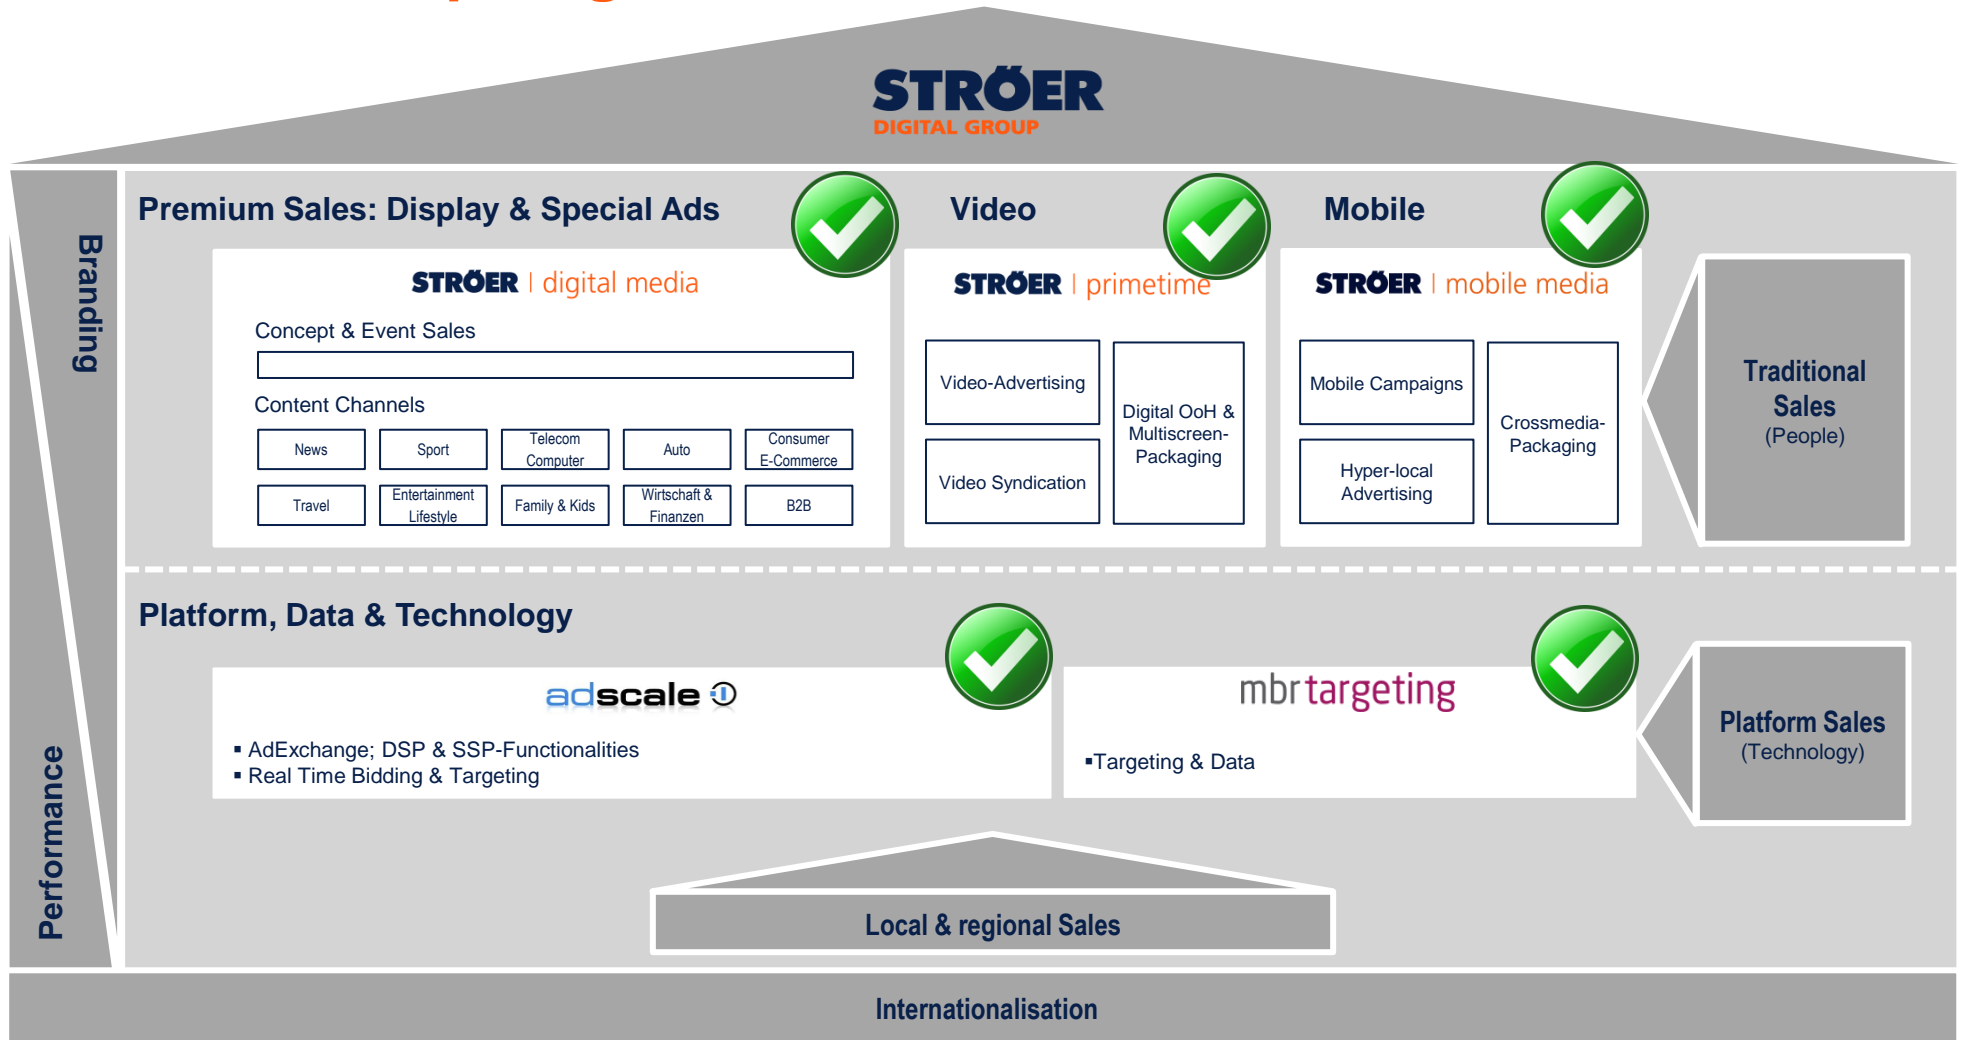 STRÖER
DIGITAL GROUP
Branding
Performance
Premium Sales: Display & Special Ads
Video
Mobile
STRÖER | digital media
Concept & Event Sales
Content Channels
News
Sport
Telecom
Computer
Auto
Consumer
E-Commerce
Travel
Entertainment
Lifestyle
Family & Kids
Wirtschaft &
Finanzen
B2B
STRÖER | primetime
Video-Advertising
Video Syndication
Digital OoH &
Multiscreen-
Packaging
STRÖER | mobile media
Mobile Campaigns
Hyper-local
Advertising
Crossmedia-
Packaging
Traditional
Sales
(People)
Platform, Data & Technology
adscale
▪ AdExchange; DSP & SSP-Functionalities
▪ Real Time Bidding & Targeting
mbrtargeting
▪Targeting & Data
Platform Sales
(Technology)
Local & regional Sales
Internationalisation